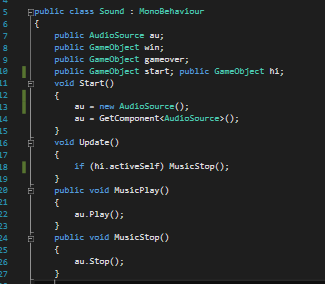 5 public class Sound : MonoBehaviour
6 {
7 public AudioSource au;
8 public GameObject win;
9 public GameObject gameover;
10 public GameObject start; public GameObject hi;
11 void Start()
12 {
13 au = new AudioSource();
14 au = GetComponent<AudioSource>();
15 }
16 void Update()
17 {
18 if (hi.activeSelf) MusicStop();
19 }
20 public void MusicPlay()
21 {
22 au.Play();
23 }
24 public void MusicStop()
25 {
26 au.Stop();
27 }